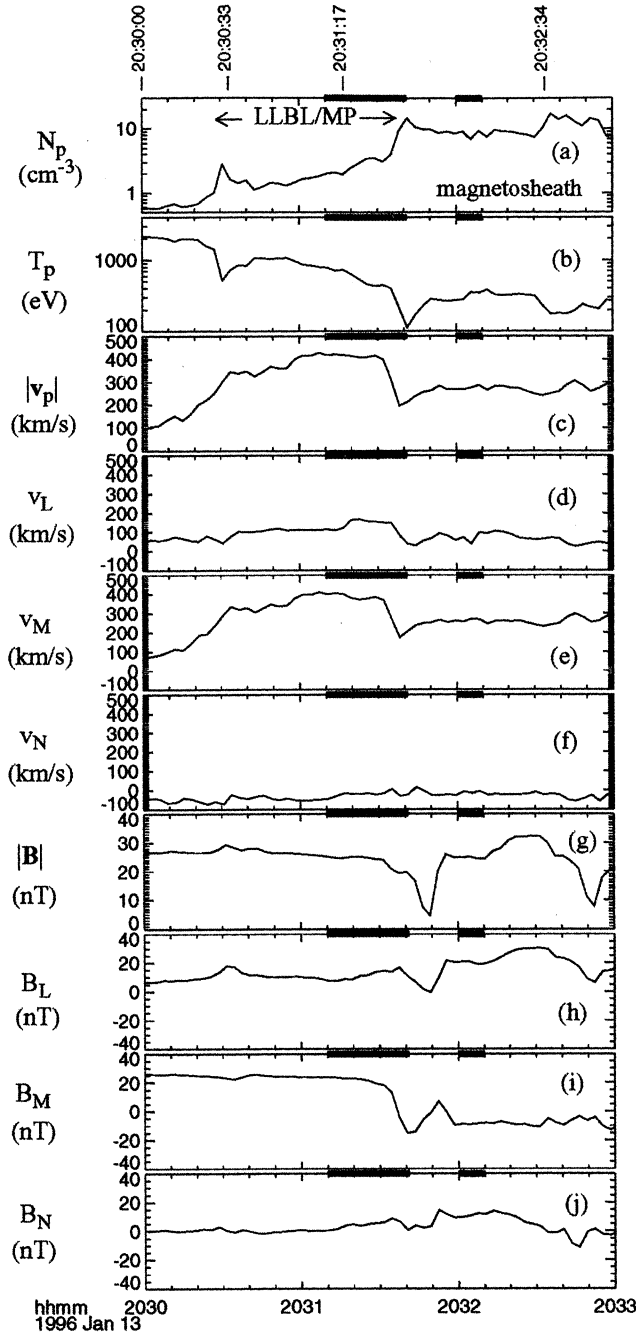 20:30:00
20:30:33
20:31:17
20:32:34
LLBL/MP
N_p
(cm⁻³)
10
1
(a)
magnetosheath
T_p
(eV)
1000
100
(b)
|v_p|
(km/s)
500
400
300
200
100
0
(c)
v_L
(km/s)
500
400
300
200
100
0
-100
(d)
v_M
(km/s)
500
400
300
200
100
0
-100
(e)
v_N
(km/s)
500
400
300
200
100
0
-100
(f)
|B|
(nT)
40
30
20
10
0
(g)
B_L
(nT)
40
20
0
-20
-40
(h)
B_M
(nT)
40
20
0
-20
-40
(i)
B_N
(nT)
40
20
0
-20
-40
(j)
hhmm
2030
2031
2032
2033
1996 Jan 13